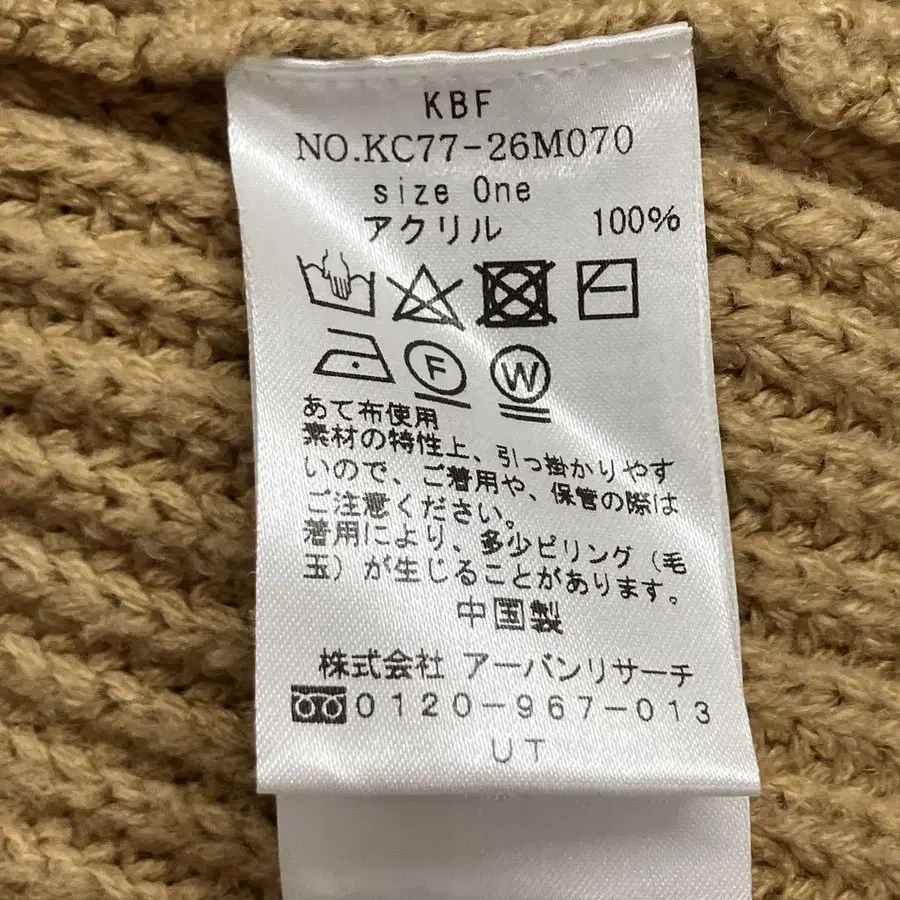 KBF
NO.KC77-26M070
size One
アクリル 100%
F W
あて布使用
素材の特性上、引っ掛かりやす
いので、ご着用や、保管の際は
ご注意ください。
着用により、多少ピリング（毛
玉）が生じることがあります。
中国製
株式会社 アーバンリサーチ
0120-967-013
UT